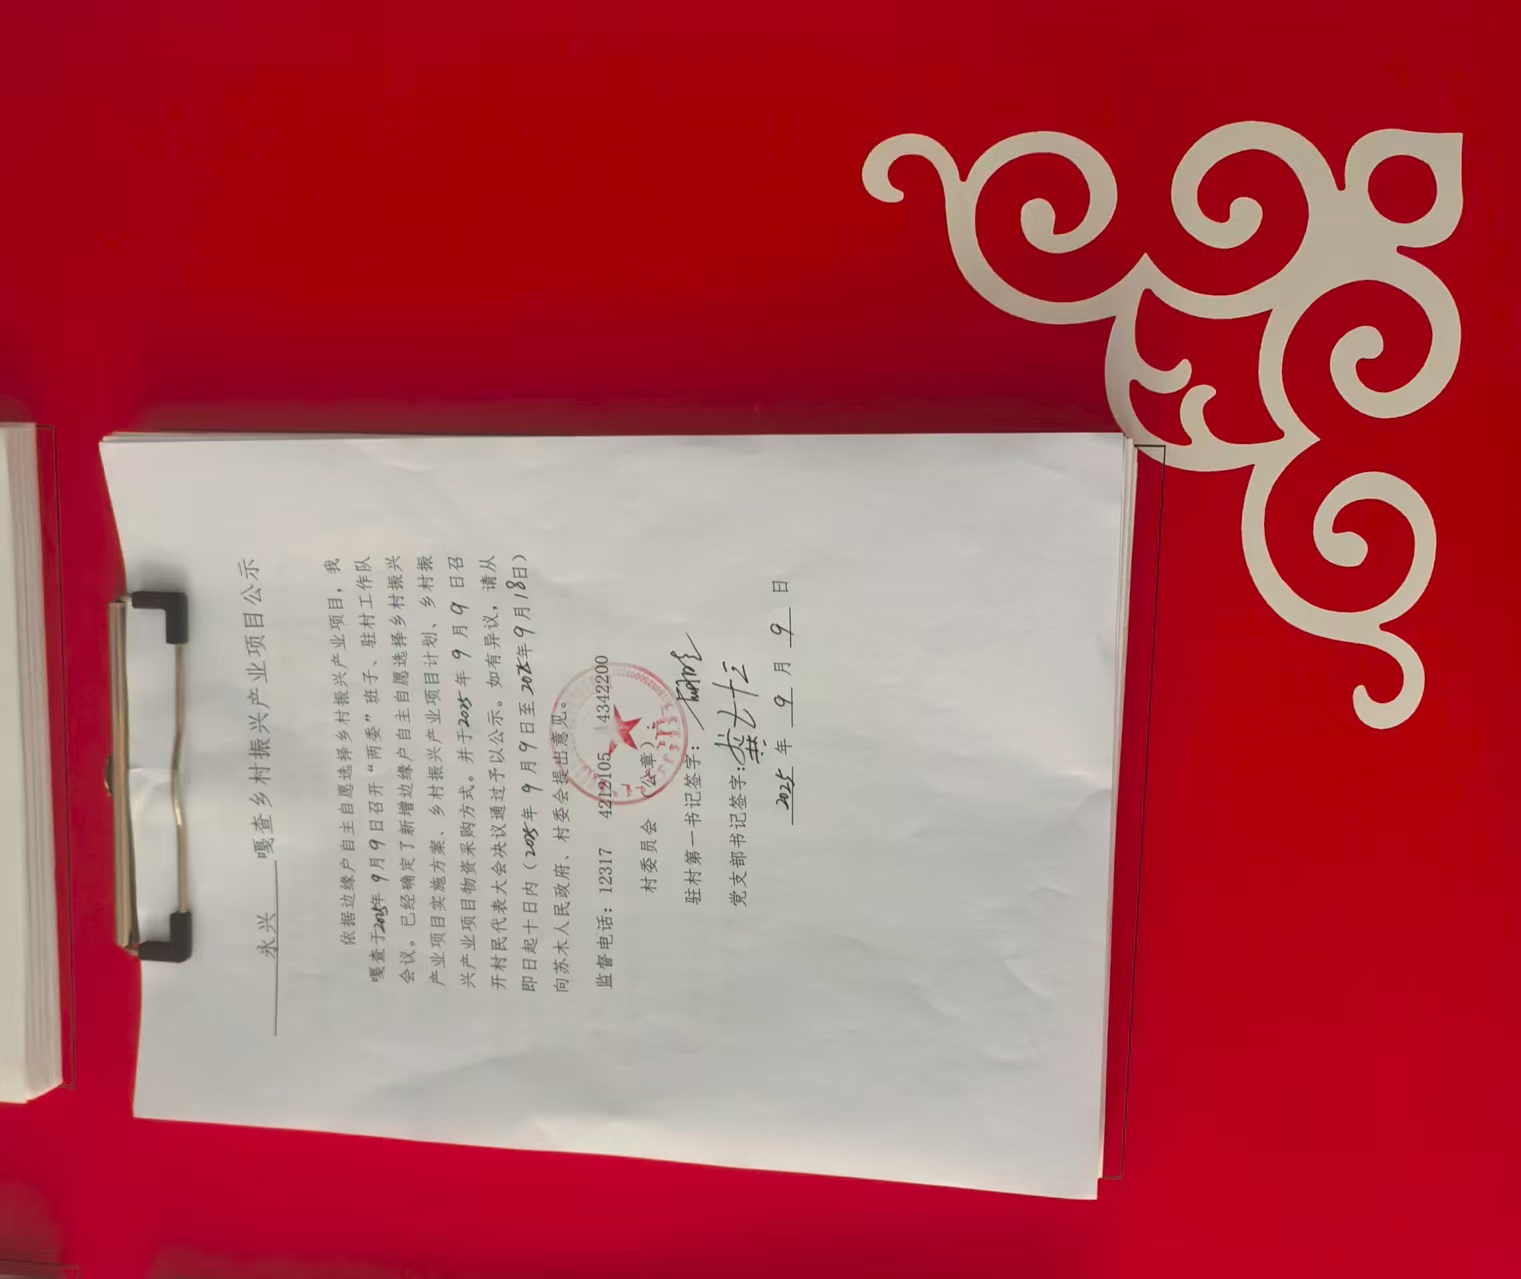 永兴 嘎查乡村振兴产业项目公示
依据边缘户自主自愿选择乡村振兴产业项目，我
嘎查于2025年9月9日召开“两委”班子、驻村工作队
会议。已经确定了新增边缘户自主自愿选择乡村振兴
产业项目实施方案、乡村振兴产业项目计划、乡村振
兴产业项目物资采购方式。并于2025年9月9日召
开村民代表大会决议通过予以公示。如有异议，请从
即日起十日内（2025年9月9日至2025年9月18日）
向苏木人民政府、村委会提出意见。
监督电话：12317 4212105 4342200
村委员会（公章）：
驻村第一书记签字：
党支部书记签字：七十三
2025年9月9日